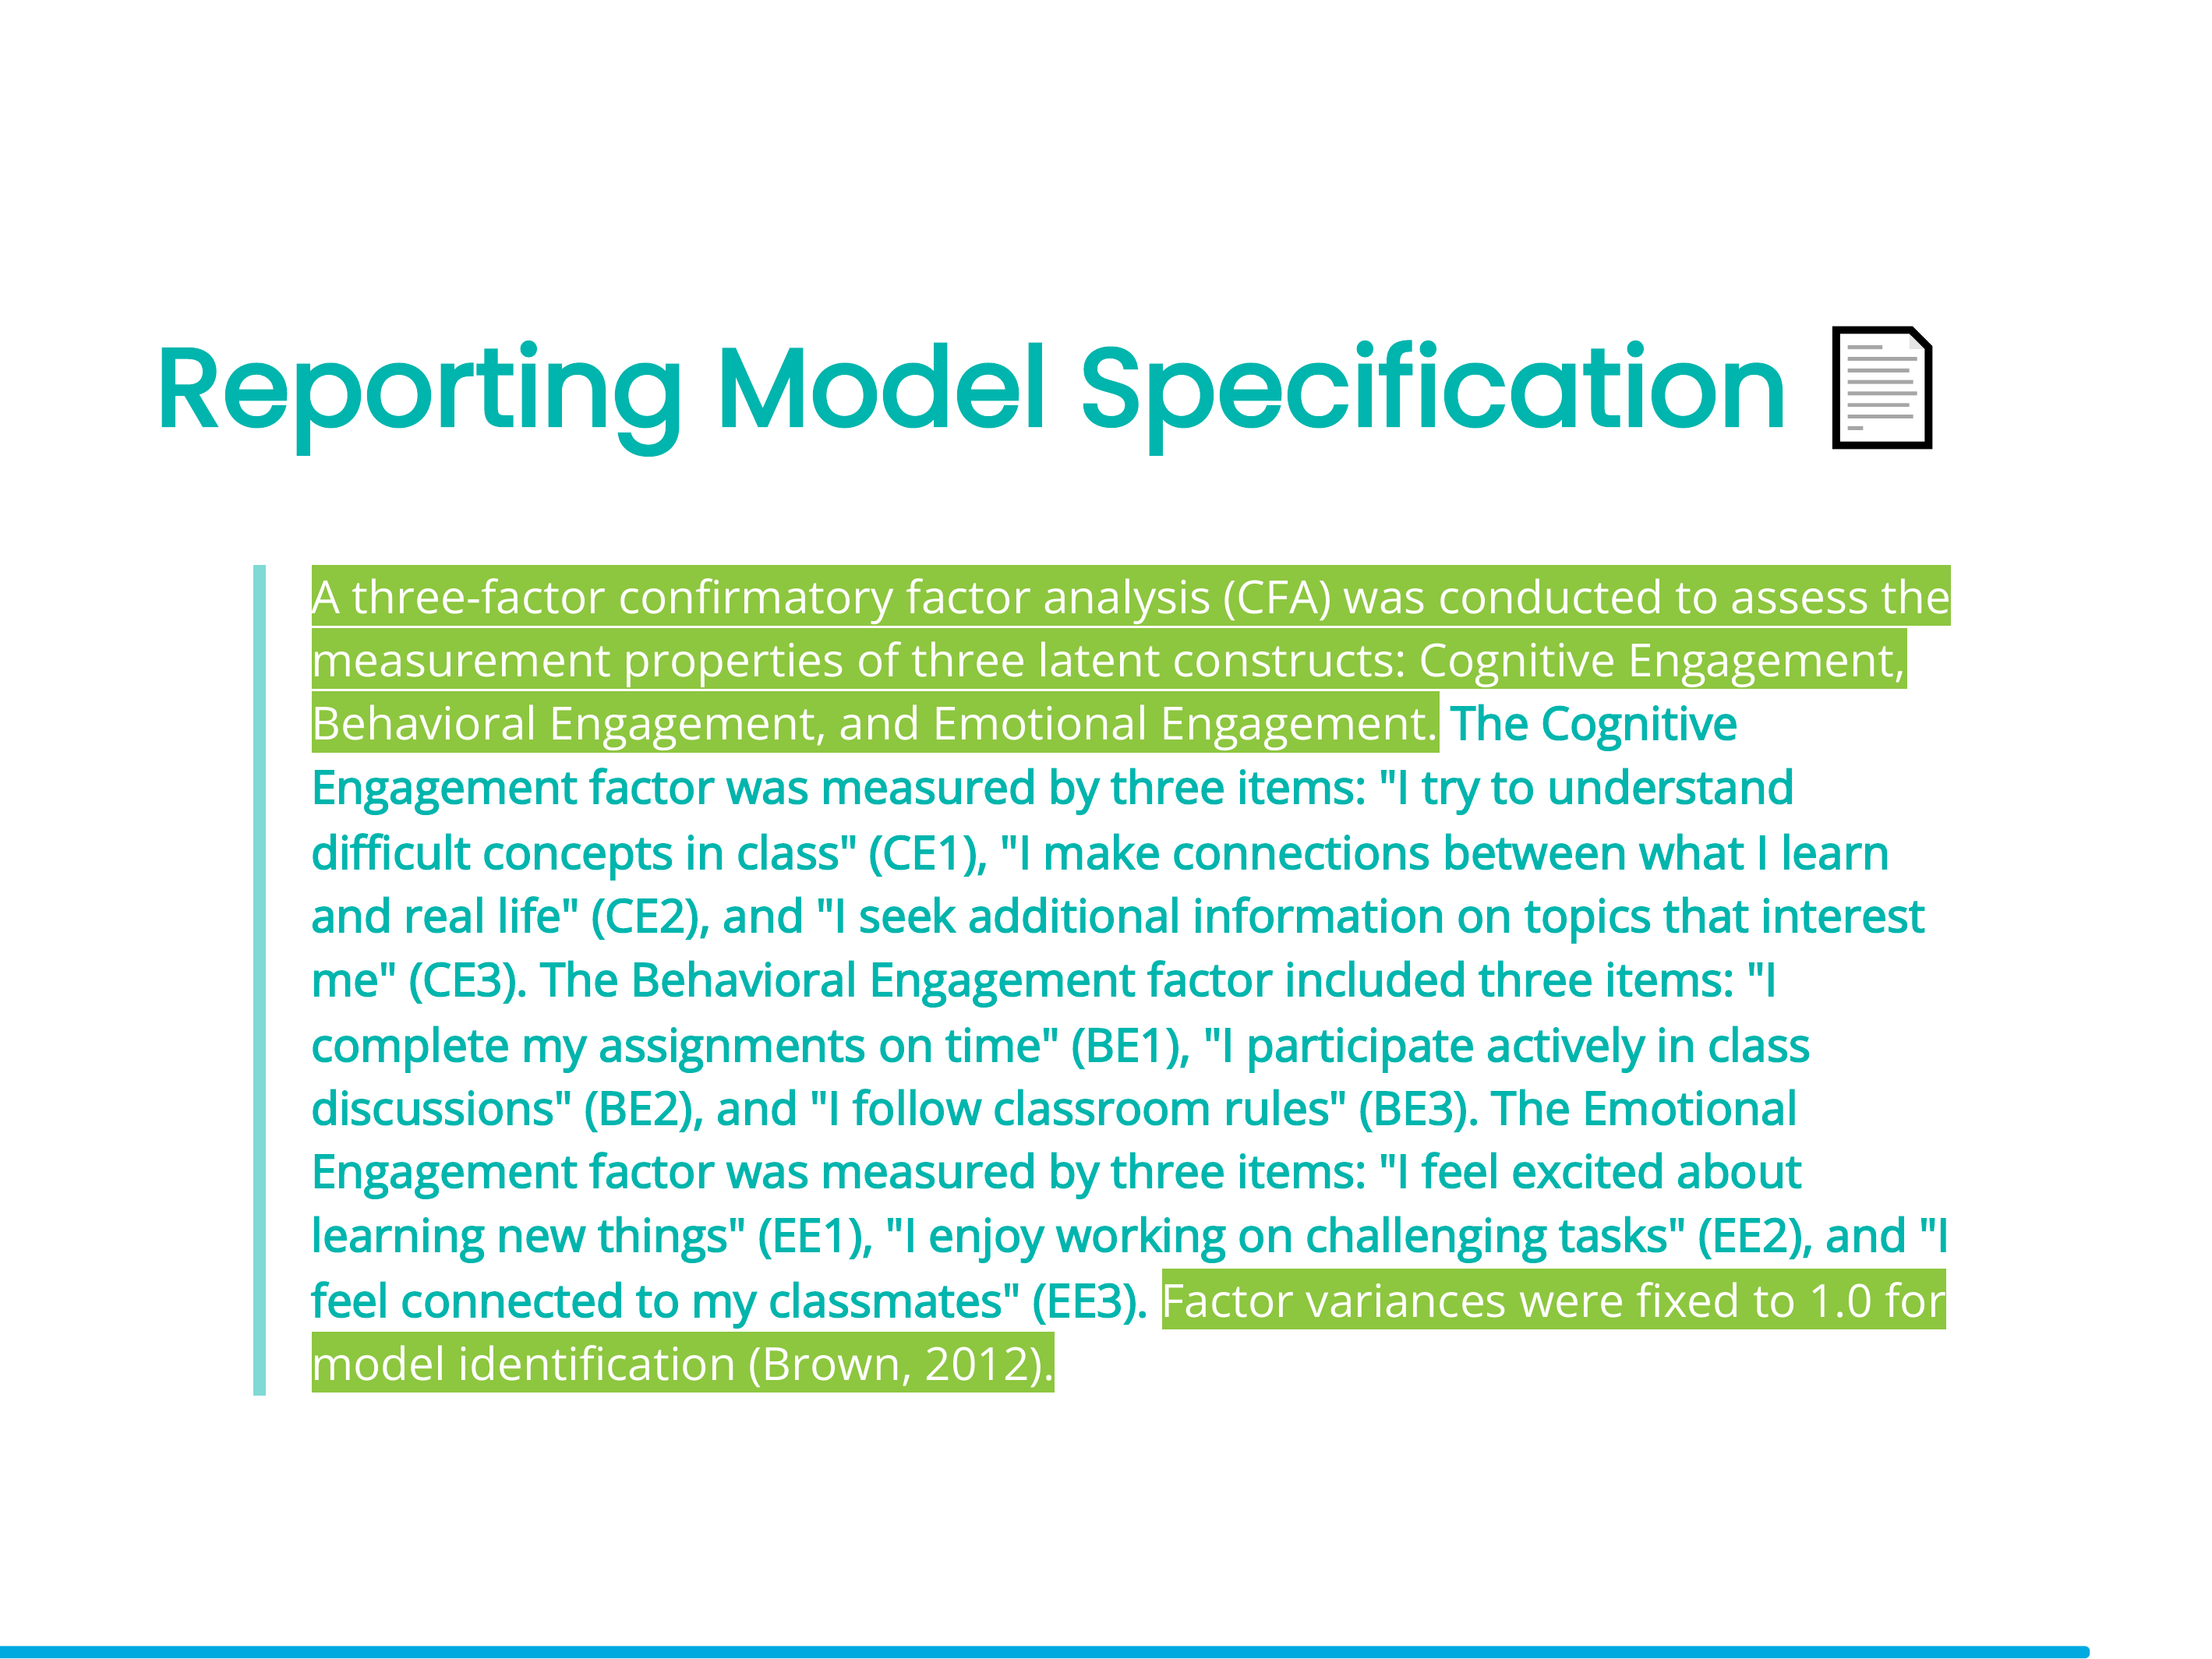 Reporting Model Specification
A three-factor confirmatory factor analysis (CFA) was conducted to assess the
measurement properties of three latent constructs: Cognitive Engagement,
Behavioral Engagement, and Emotional Engagement. The Cognitive
Engagement factor was measured by three items: "I try to understand
difficult concepts in class" (CE1), "I make connections between what I learn
and real life" (CE2), and "I seek additional information on topics that interest
me" (CE3). The Behavioral Engagement factor included three items: "I
complete my assignments on time" (BE1), "I participate actively in class
discussions" (BE2), and "I follow classroom rules" (BE3). The Emotional
Engagement factor was measured by three items: "I feel excited about
learning new things" (EE1), "I enjoy working on challenging tasks" (EE2), and "I
feel connected to my classmates" (EE3). Factor variances were fixed to 1.0 for
model identification (Brown, 2012).